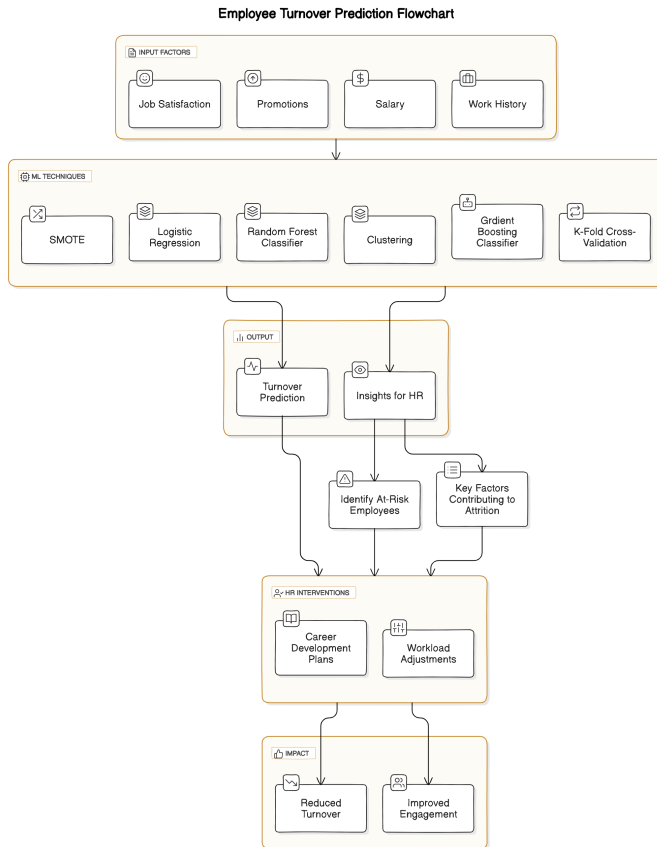 Employee Turnover Prediction Flowchart
INPUT FACTORS
Job Satisfaction
Promotions
Salary
Work History
ML TECHNIQUES
SMOTE
Logistic
Regression
Random Forest
Classifier
Clustering
Grdient
Boosting
Classifier
K-Fold Cross-
Validation
OUTPUT
Turnover
Prediction
Insights for HR
Identify At-Risk
Employees
Key Factors
Contributing to
Attrition
HR INTERVENTIONS
Career
Development
Plans
Workload
Adjustments
IMPACT
Reduced
Turnover
Improved
Engagement